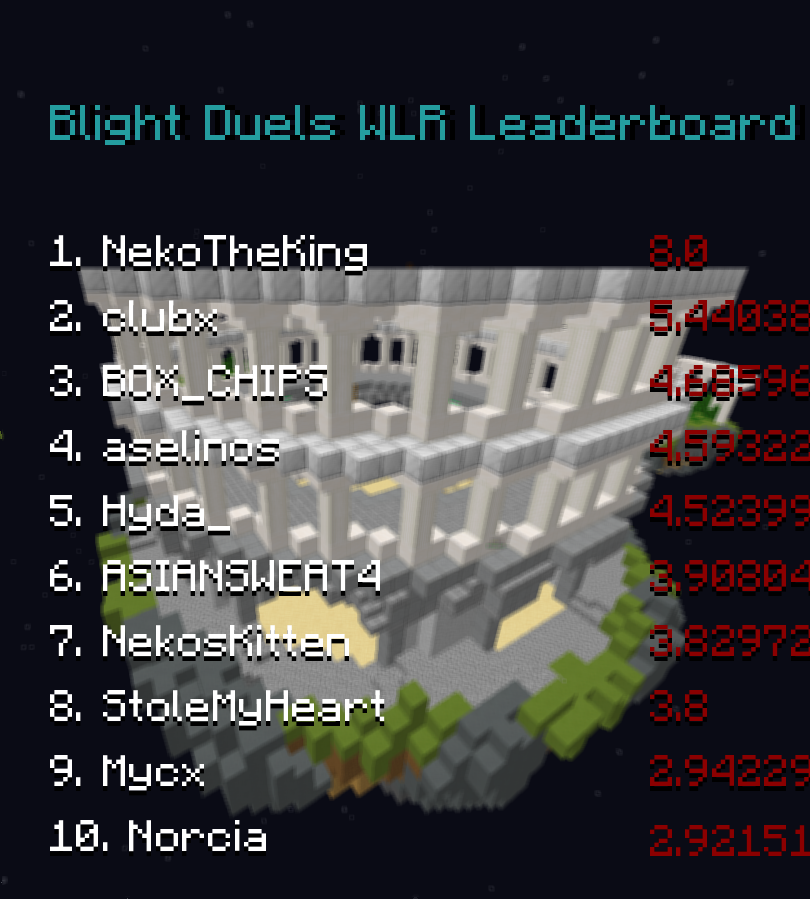 Blight Duels WLR Leaderboard
1. NekoTheKing 8.0
2. clubx 5.44038
3. BOX_CHIPS 4.68596
4. aselinos 4.59322
5. Hyda_ 4.52399
6. ASIANSWEAT4 3.90804
7. NekosKitten 3.82972
8. StoleMyHeart 3.8
9. Mycx 2.94229
10. Norcia 2.92151